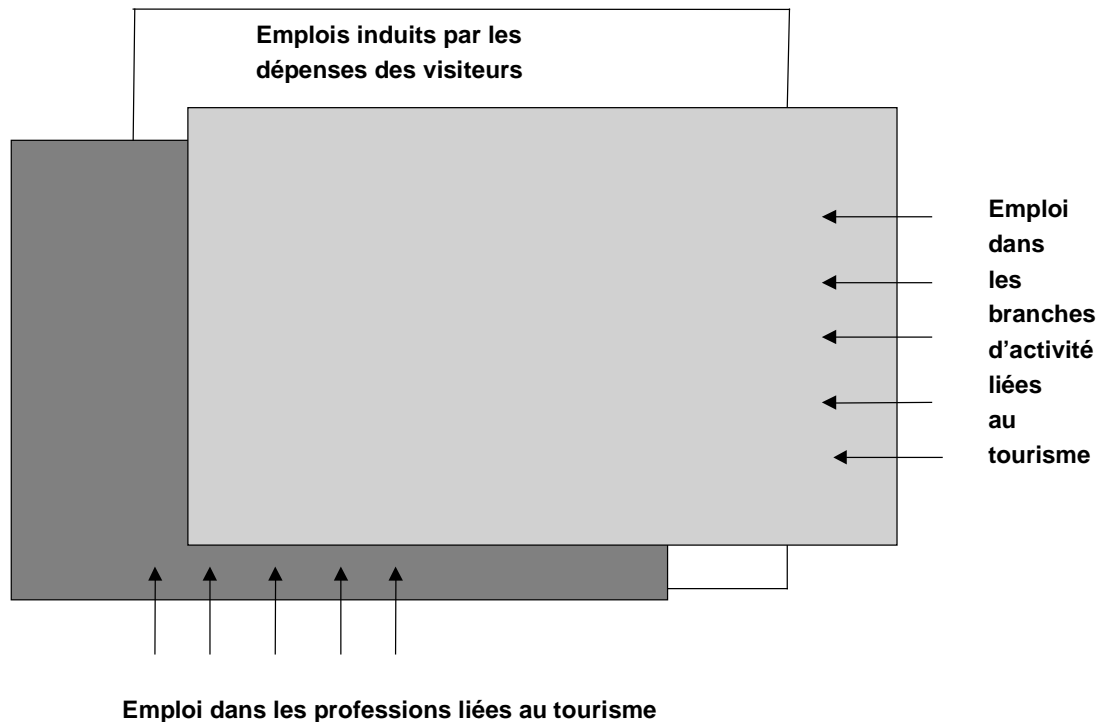 Emplois induits par les
dépenses des visiteurs
Emploi
dans
les
branches
d’activité
liées
au
tourisme
Emploi dans les professions liées au tourisme